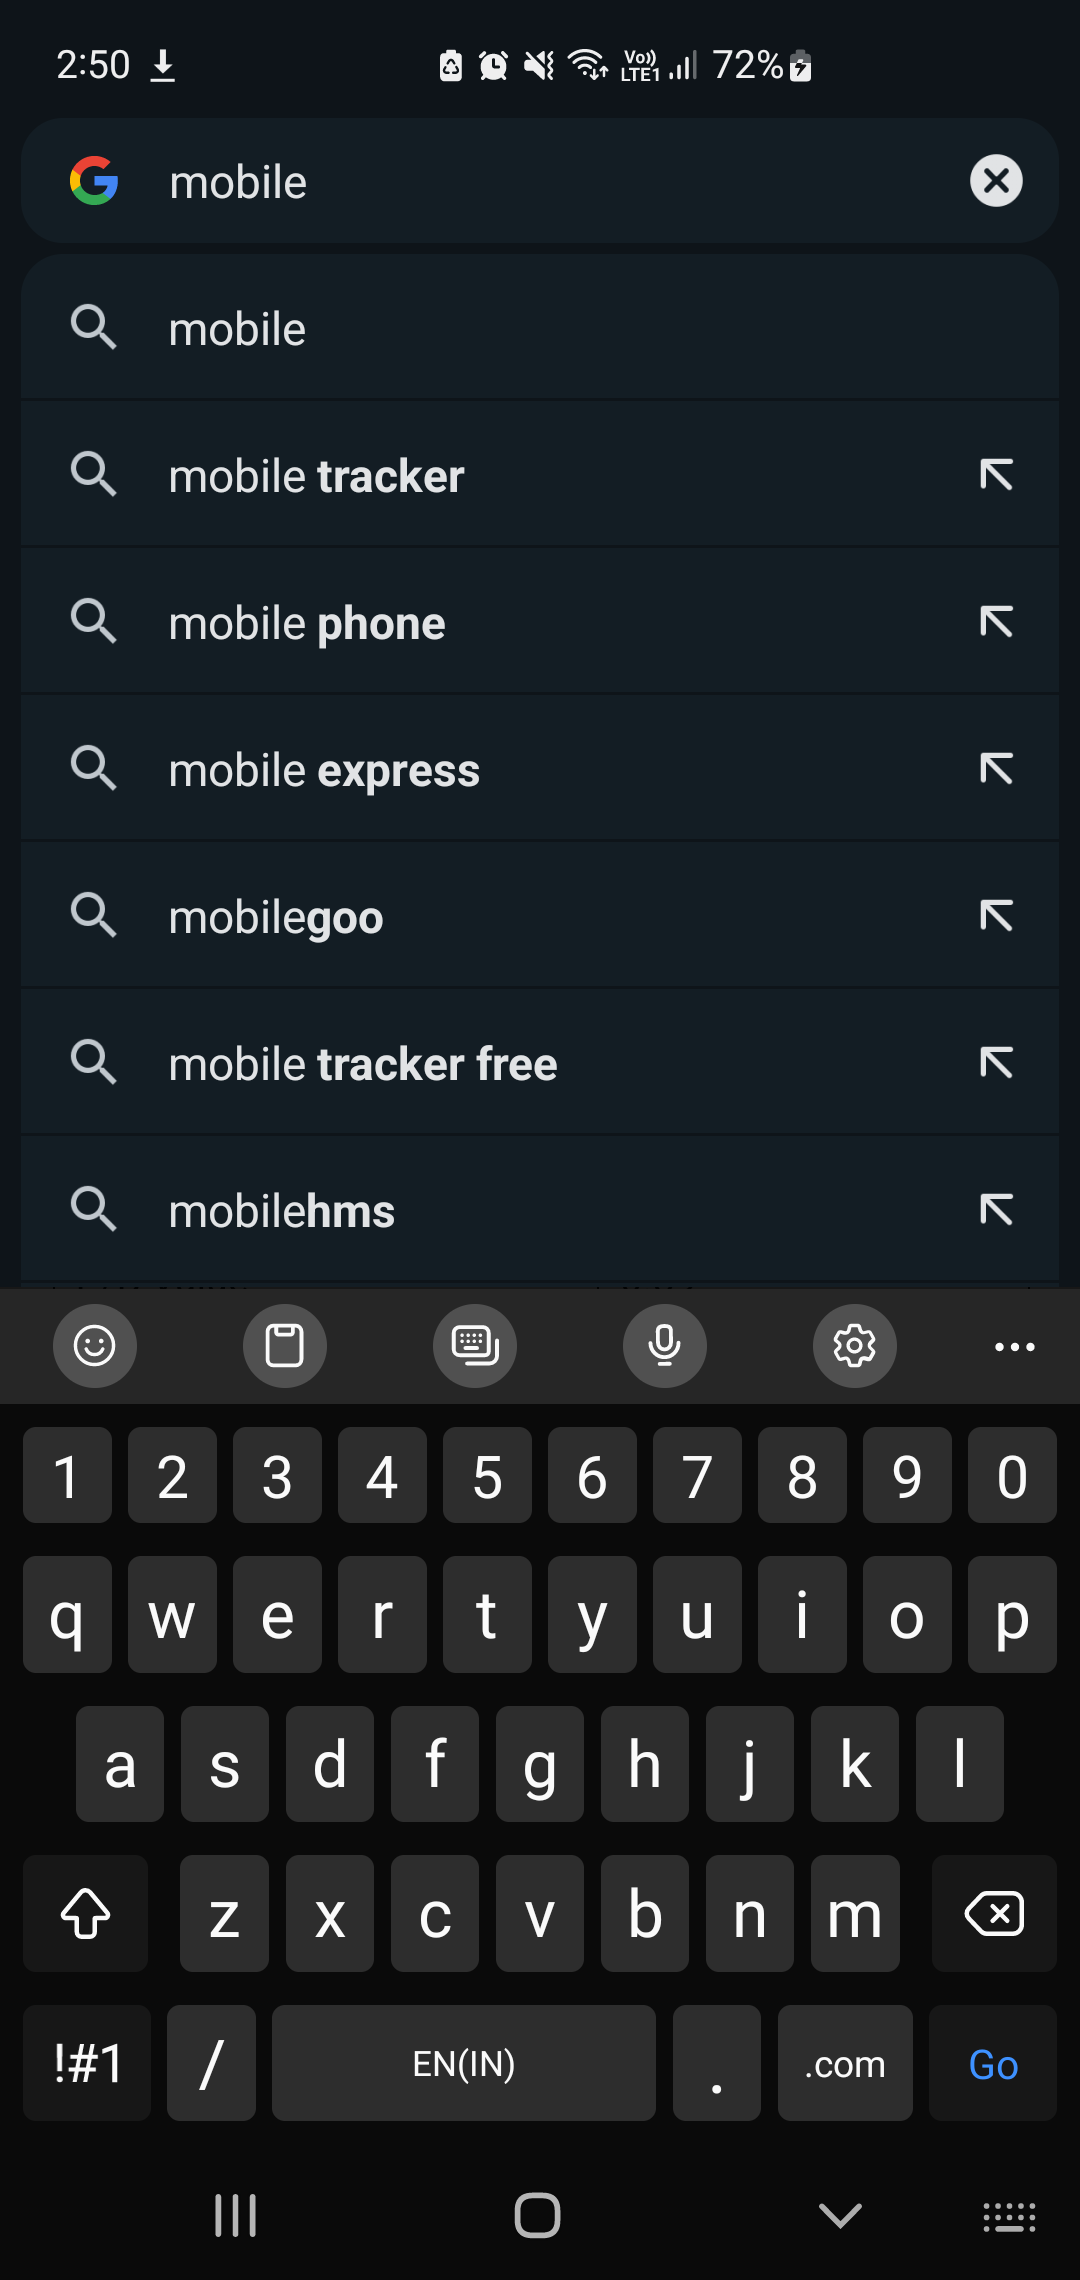 2:50 Vo)) LTE1 72%
mobile
mobile
mobile tracker
mobile phone
mobile express
mobilegoo
mobile tracker free
mobilehms
1 2 3 4 5 6 7 8 9 0
q w e r t y u i o p
a s d f g h j k l
z x c v b n m
!#1 / EN(IN) . .com Go